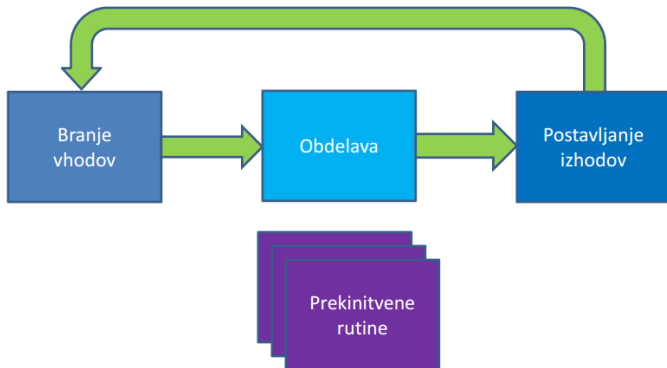 Branje
vhodov
Obdelava
Postavljanje
izhodov
Prekinitvene
rutine